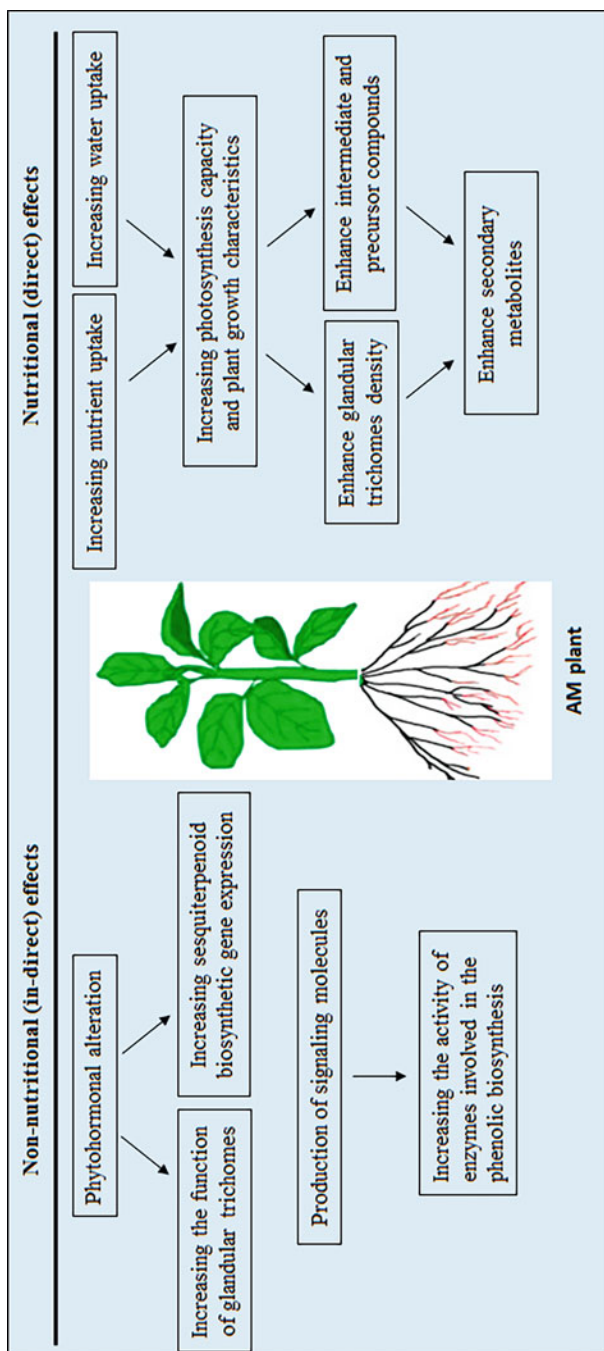 Non-nutritional (in-direct) effects
Phytohormonal alteration
Increasing the function
of glandular trichomes
Increasing sesquiterpenoid
biosynthetic gene expression
Production of signaling molecules
Increasing the activity of
enzymes involved in the
phenolic biosynthesis
AM plant
Nutritional (direct) effects
Increasing nutrient uptake
Increasing water uptake
Increasing photosynthesis capacity
and plant growth characteristics
Enhance glandular
trichomes density
Enhance intermediate and
precursor compounds
Enhance secondary
metabolites